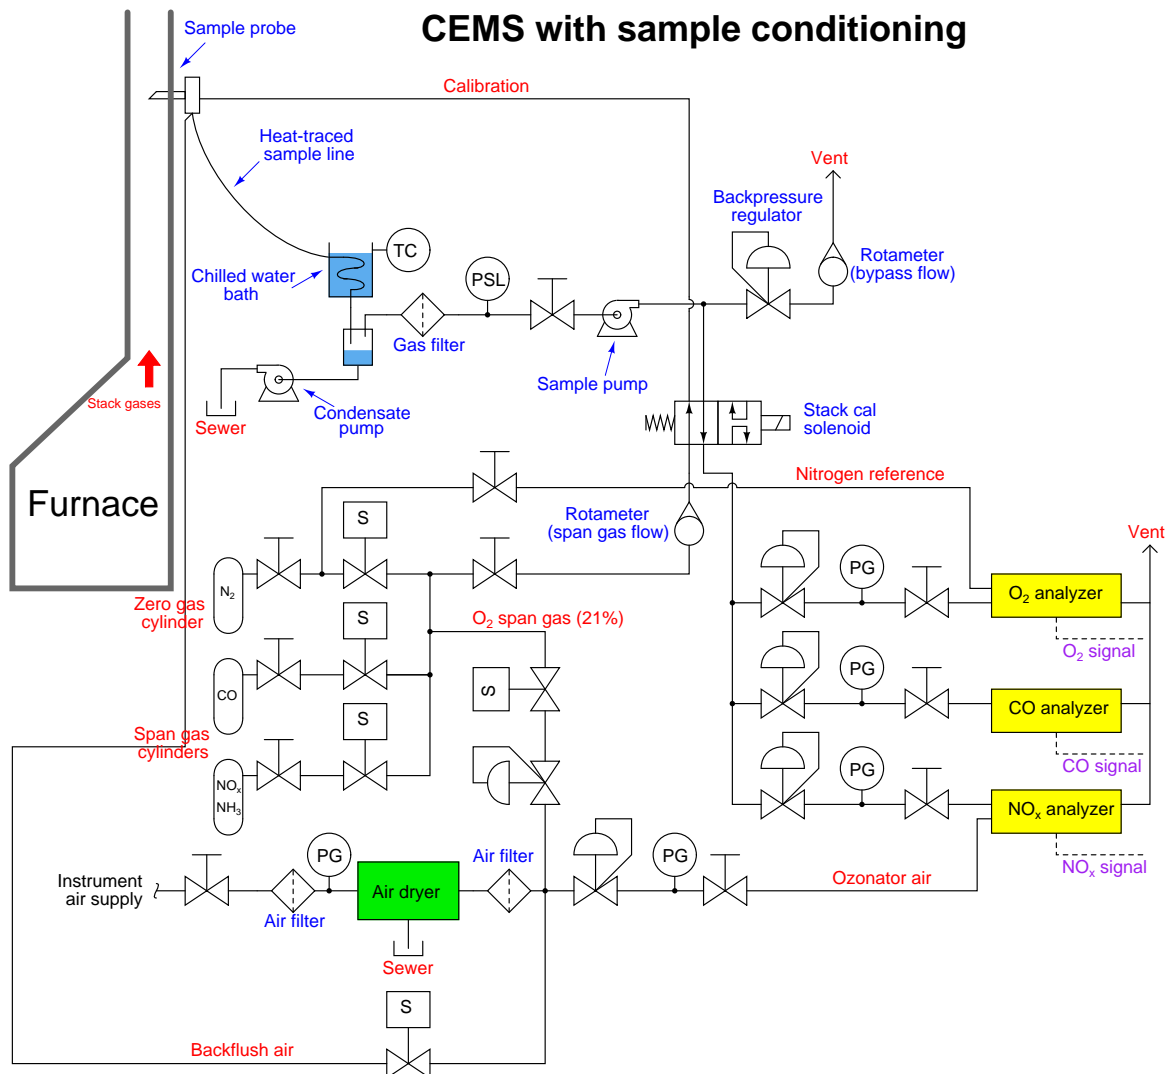 CEMS with sample conditioning
Sample probe
Calibration
Heat-traced
sample line
Vent
Backpressure
regulator
Rotameter
(bypass flow)
TC
Chilled water
bath
PSL
Gas filter
Sample pump
Stack gases
Sewer
Condensate
pump
Stack cal
solenoid
Furnace
Nitrogen reference
S
Rotameter
(span gas flow)
Vent
N₂
PG
O₂ analyzer
Zero gas
cylinder
S
O₂ span gas (21%)
O₂ signal
CO
S
PG
CO analyzer
Span gas
cylinders
S
CO signal
NOₓ
NH₃
PG
NOₓ analyzer
Instrument
air supply
PG
Air filter
Air dryer
Air filter
PG
Ozonator air
NOₓ signal
Sewer
S
Backflush air